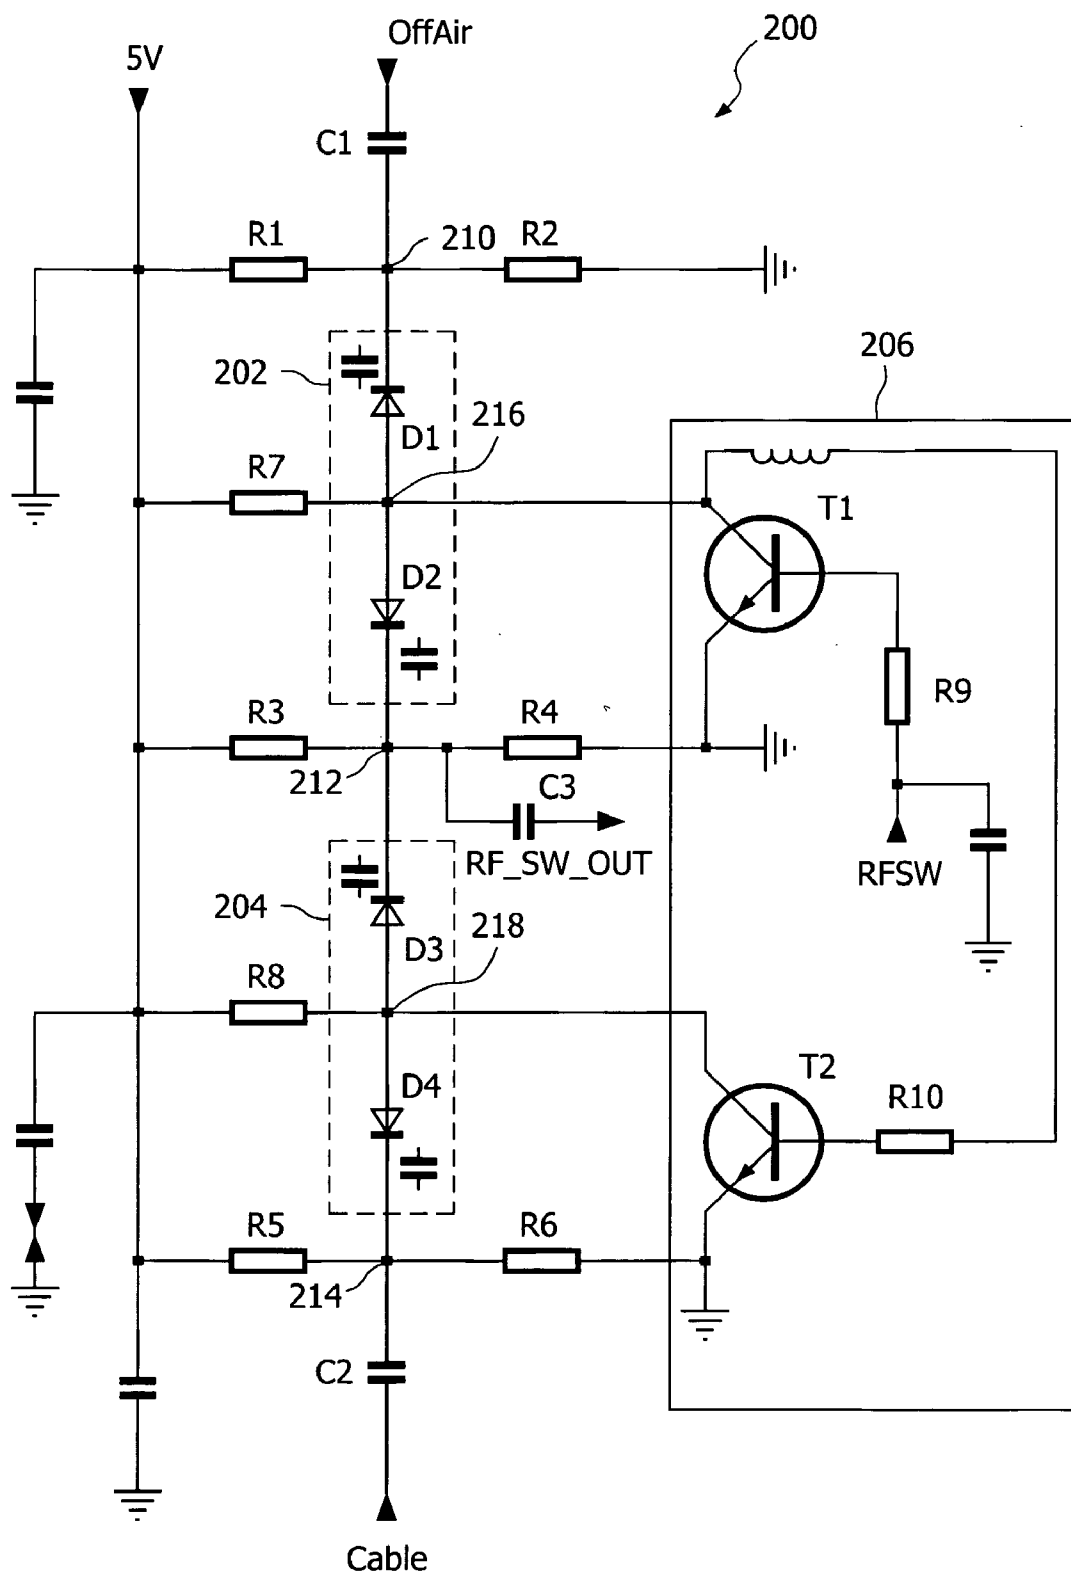 OffAir
200
5V
C1
R1
210
R2
206
202
D1
216
R7
T1
D2
R9
R3
R4
212
C3
RF_SW_OUT
RFSW
204
218
D3
R8
T2
D4
R10
R5
R6
214
C2
Cable